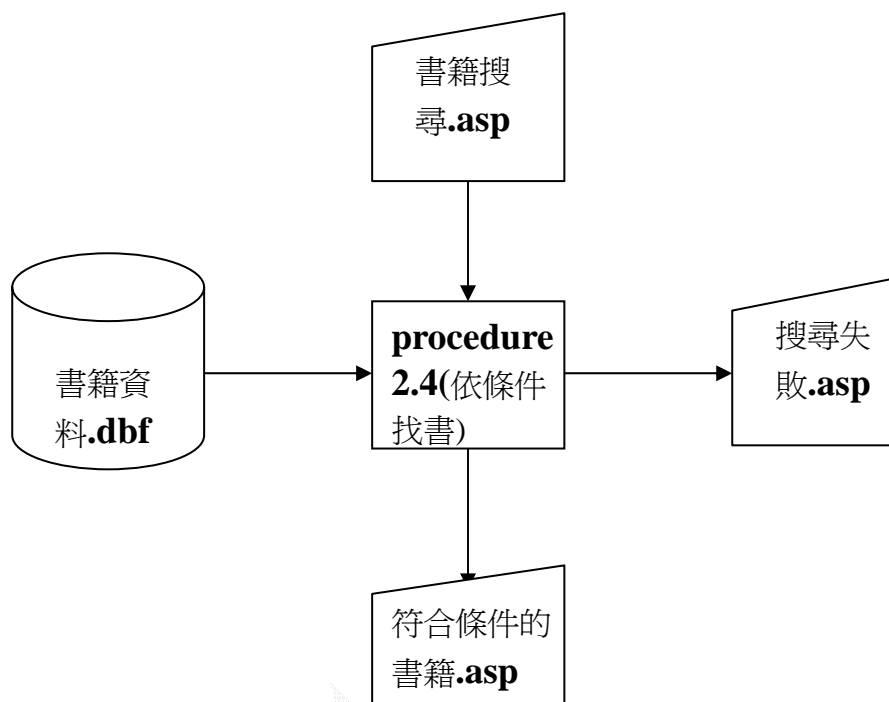 書籍搜
尋.asp
書籍資
料.dbf
procedure
2.4(依條件
找書)
搜尋失
敗.asp
符合條件的
書籍.asp